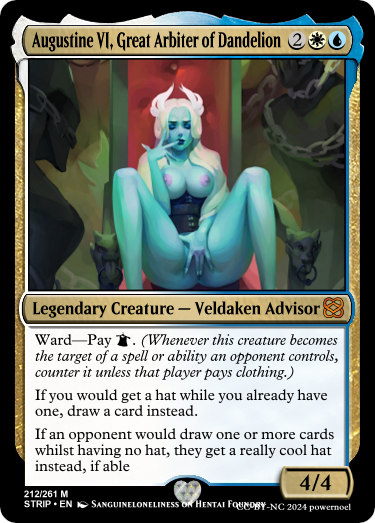 Augustine VI, Great Arbiter of Dandelion 2
Legendary Creature — Veldaken Advisor
Ward—Pay . (Whenever this creature becomes
the target of a spell or ability an opponent controls,
counter it unless that player pays clothing.)
If you would get a hat while you already have
one, draw a card instead.
If an opponent would draw one or more cards
whilst having no hat, they get a really cool hat
instead, if able
4/4
212/261 M
STRIP • EN Sanguineloneliness on Hentai Foundry
CC-BY-NC 2024 powernoel